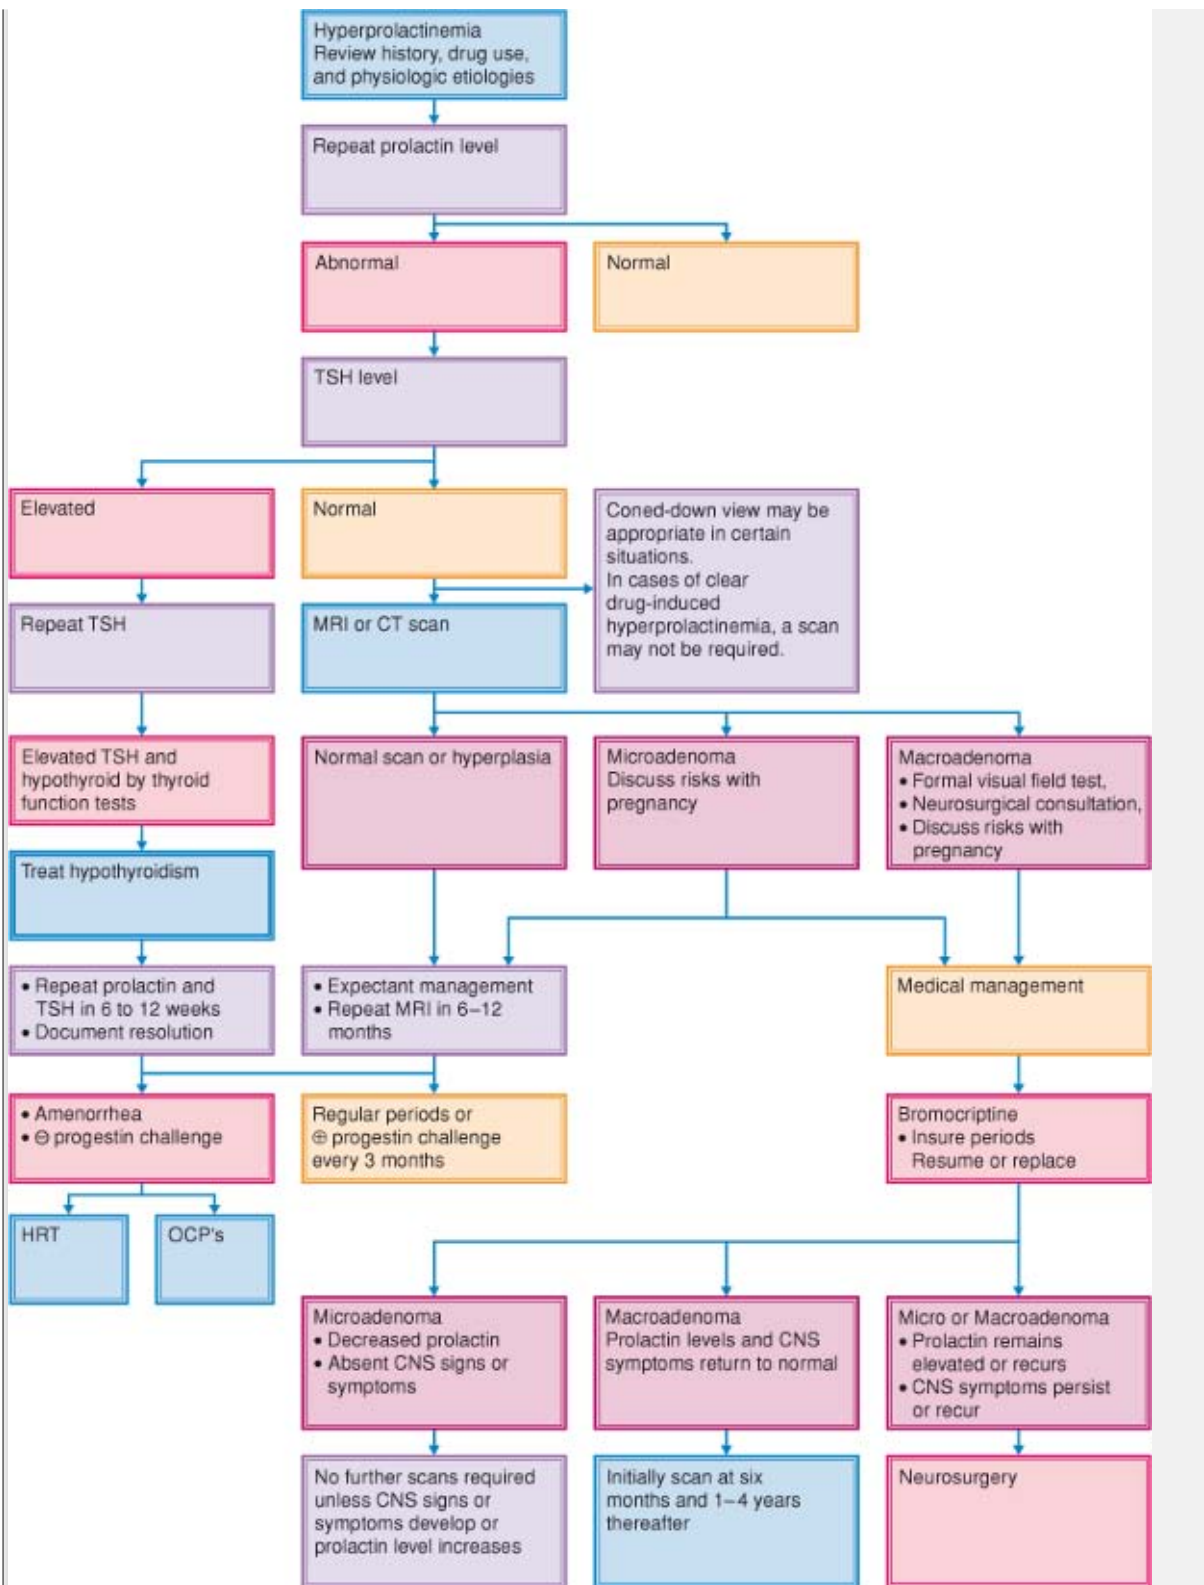 Hyperprolactinemia
Review history, drug use,
and physiologic etiologies
Repeat prolactin level
Abnormal
Normal
TSH level
Elevated
Normal
Coned-down view may be
appropriate in certain
situations.
In cases of clear
drug-induced
hyperprolactinemia, a scan
may not be required.
Repeat TSH
MRI or CT scan
Elevated TSH and
hypothyroid by thyroid
function tests
Normal scan or hyperplasia
Microadenoma
Discuss risks with
pregnancy
Macroadenoma
• Formal visual field test,
• Neurosurgical consultation,
• Discuss risks with
pregnancy
Treat hypothyroidism
• Repeat prolactin and
TSH in 6 to 12 weeks
• Document resolution
• Expectant management
• Repeat MRI in 6–12
months
Medical management
• Amenorrhea
• ⊖ progestin challenge
Regular periods or
⊕ progestin challenge
every 3 months
Bromocriptine
• Insure periods
Resume or replace
HRT
OCP's
Microadenoma
• Decreased prolactin
• Absent CNS signs or
symptoms
Macroadenoma
Prolactin levels and CNS
symptoms return to normal
Micro or Macroadenoma
• Prolactin remains
elevated or recurs
• CNS symptoms persist
or recur
No further scans required
unless CNS signs or
symptoms develop or
prolactin level increases
Initially scan at six
months and 1–4 years
thereafter
Neurosurgery